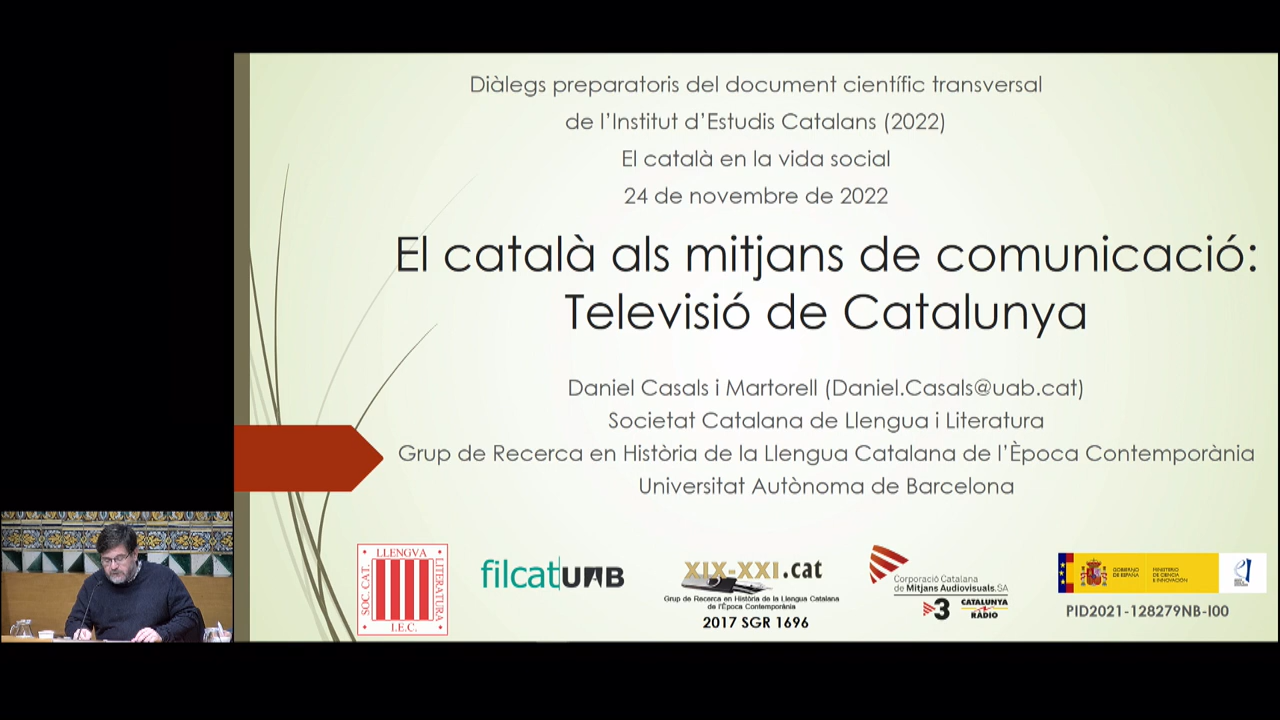 Diàlegs preparatoris del document científic transversal
de l'Institut d'Estudis Catalans (2022)
El català en la vida social
24 de novembre de 2022
El català als mitjans de comunicació:
Televisió de Catalunya
Daniel Casals i Martorell (Daniel.Casals@uab.cat)
Societat Catalana de Llengua i Literatura
Grup de Recerca en Història de la Llengua Catalana de l'Època Contemporània
Universitat Autònoma de Barcelona
LLENGVA
SOC. CAT.
LITERATURA
I.E.C.
filcatUAB
XIX-XXI.cat
Grup de Recerca en Història de la Llengua Catalana
de l'Època Contemporània
2017 SGR 1696
Corporació Catalana
de Mitjans Audiovisuals, SA
3
CATALUNYA
RÀDIO
GOBIERNO
DE ESPAÑA
MINISTERIO
DE CIENCIA
E INNOVACIÓN
PID2021-128279NB-I00